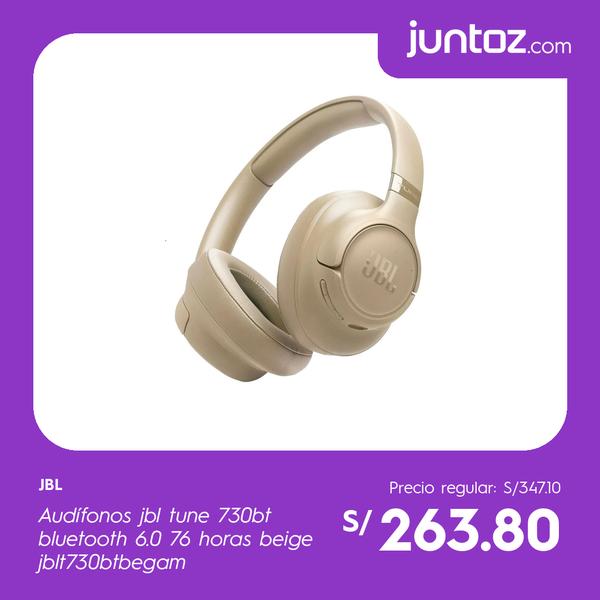 juntoz.com
JBL
JBL
Audífonos jbl tune 730bt
bluetooth 6.0 76 horas beige
jblt730btbegam
Precio regular: S/347.10
S/263.80